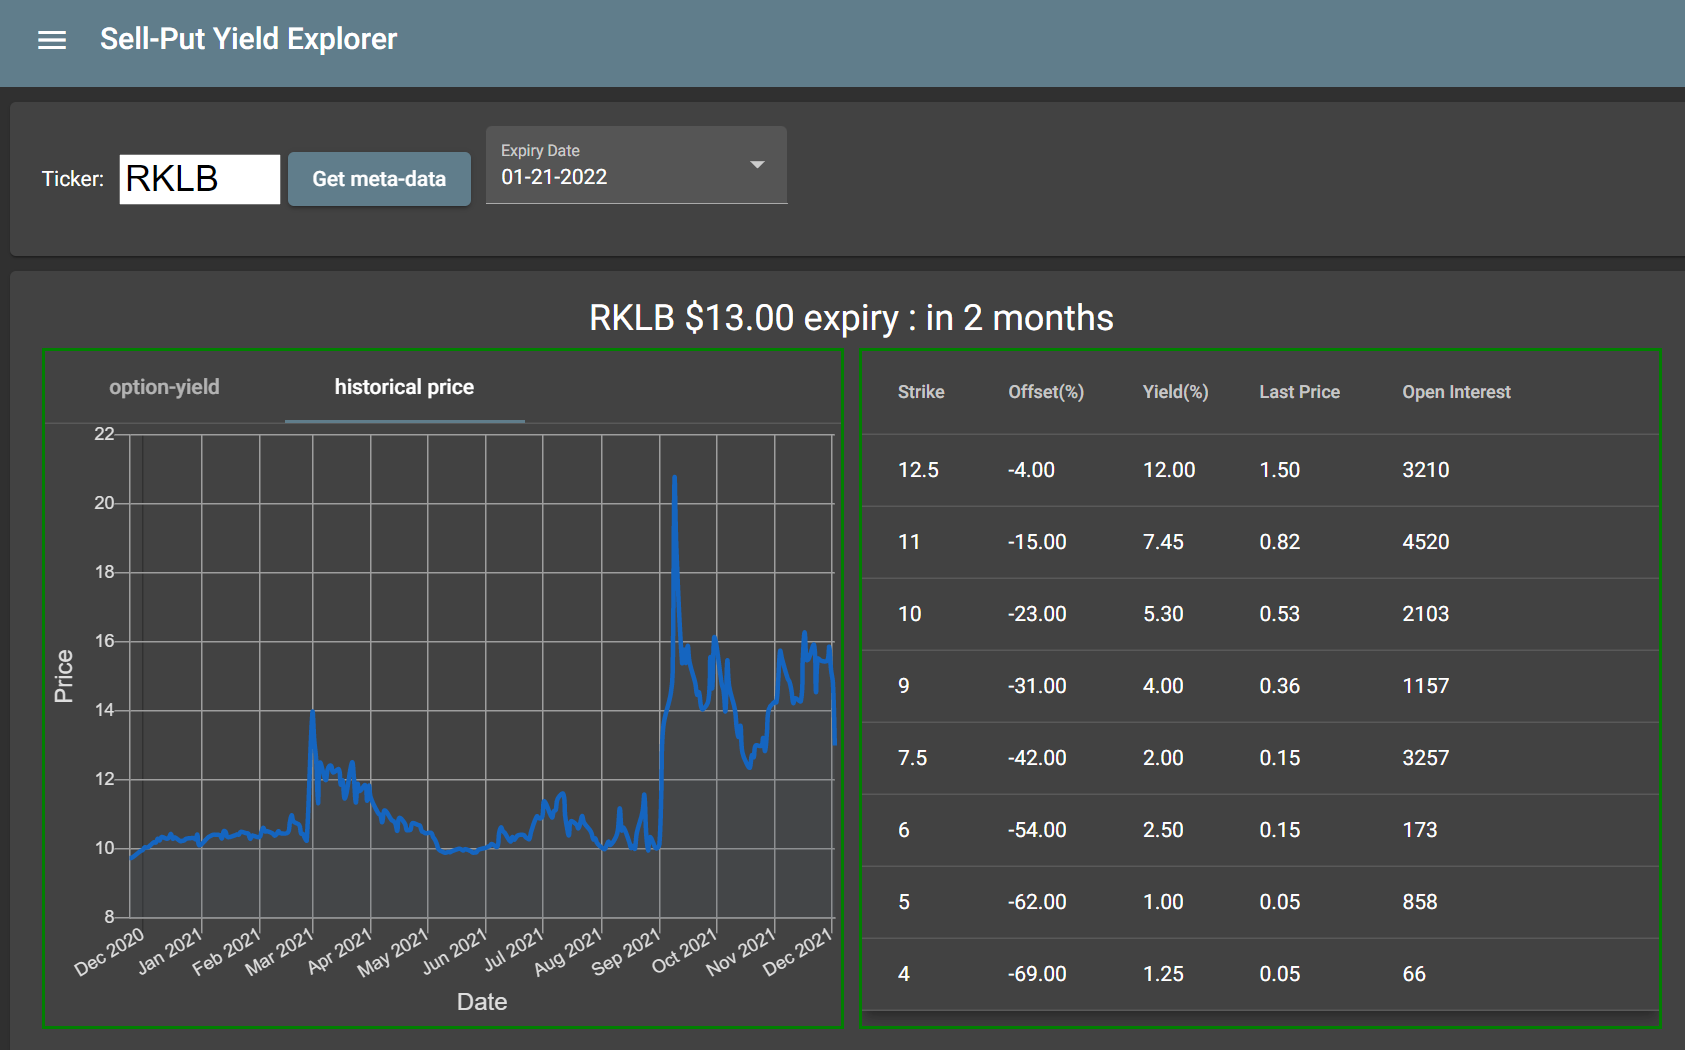 Sell-Put Yield Explorer
Ticker: RKLB Get meta-data
Expiry Date
01-21-2022
RKLB $13.00 expiry : in 2 months
option-yield historical price
22
20
18
16
14
12
10
8
Price
Dec 2020 Jan 2021 Feb 2021 Mar 2021 Apr 2021 May 2021 Jun 2021 Jul 2021 Aug 2021 Sep 2021 Oct 2021 Nov 2021 Dec 2021
Date
Strike Offset(%) Yield(%) Last Price Open Interest
12.5 -4.00 12.00 1.50 3210
11 -15.00 7.45 0.82 4520
10 -23.00 5.30 0.53 2103
9 -31.00 4.00 0.36 1157
7.5 -42.00 2.00 0.15 3257
6 -54.00 2.50 0.15 173
5 -62.00 1.00 0.05 858
4 -69.00 1.25 0.05 66